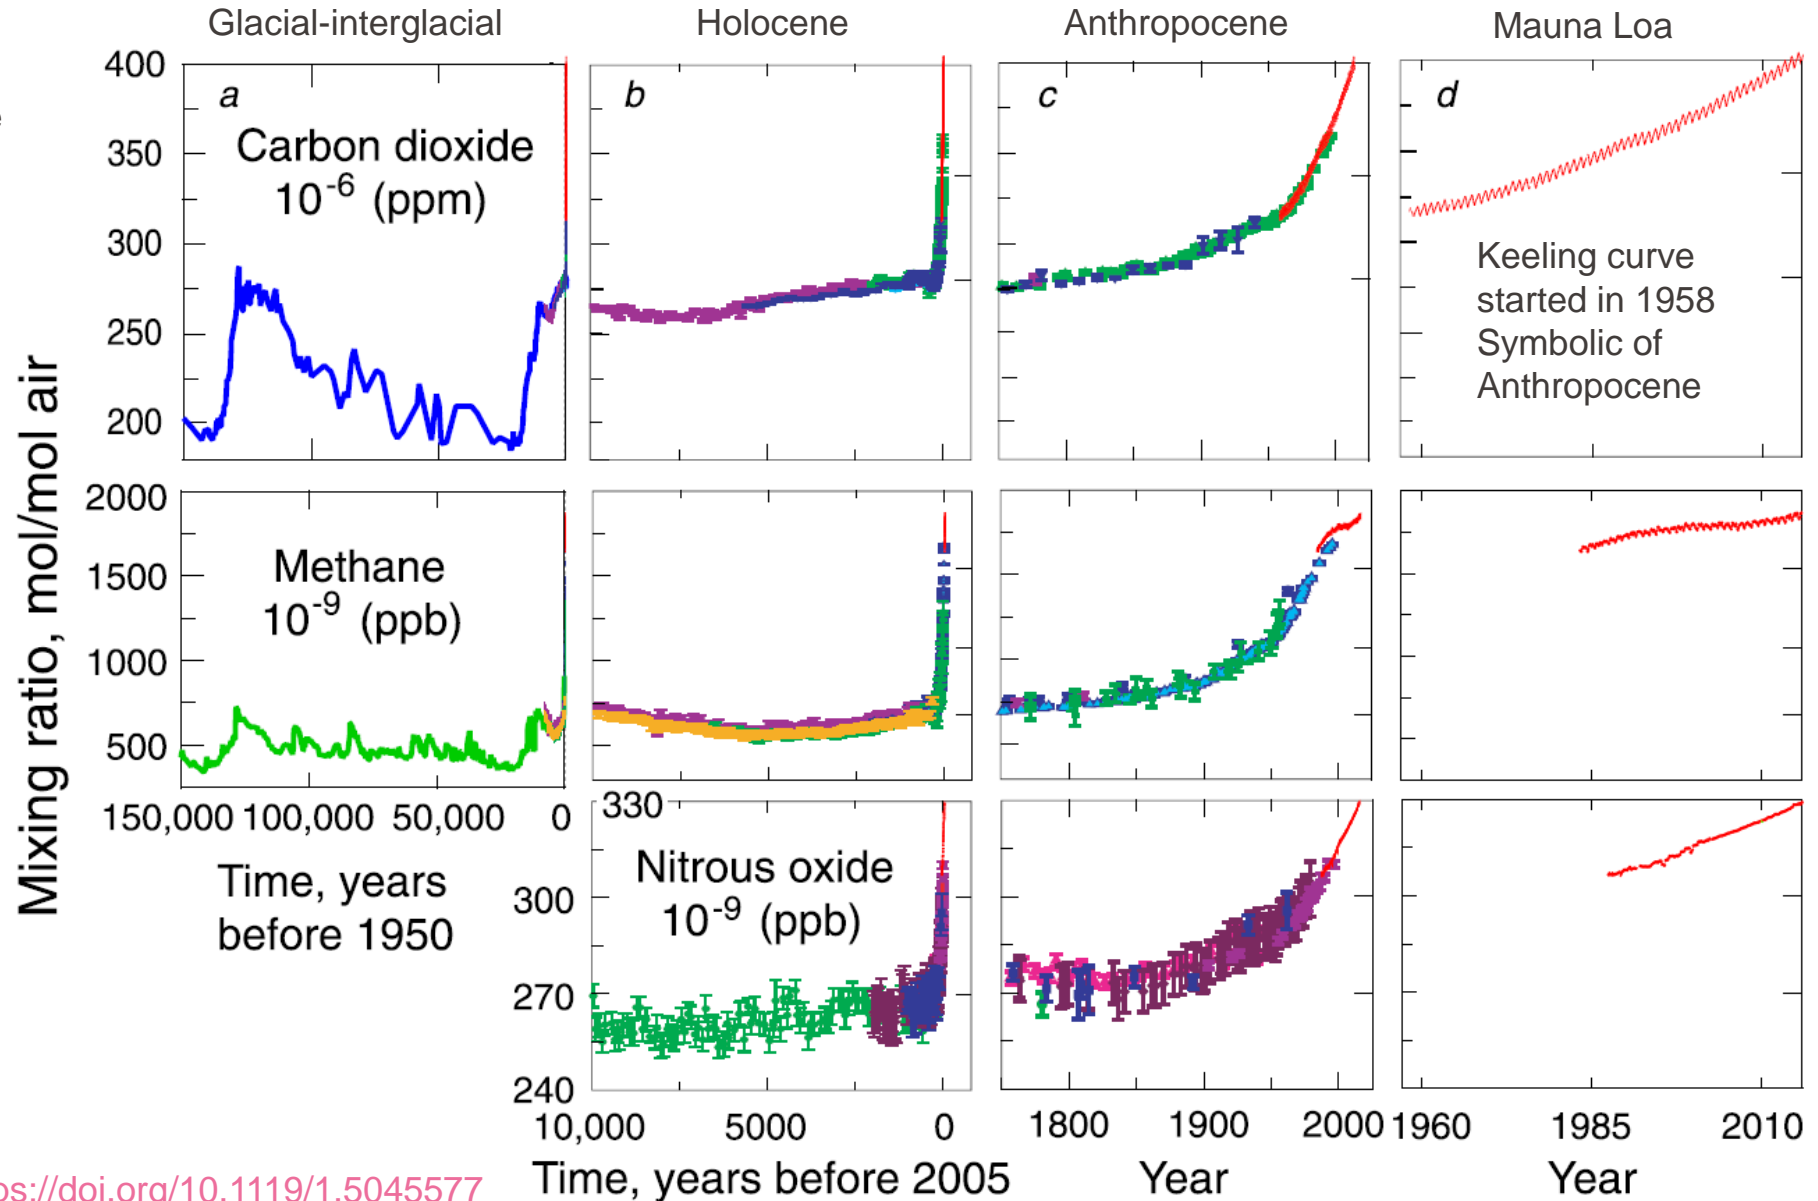 Glacial-interglacial
Holocene
Anthropocene
Mauna Loa
Mixing ratio, mol/mol air
400
350
300
250
200
a
Carbon dioxide
10-6 (ppm)
b
c
d
Keeling curve
started in 1958
Symbolic of
Anthropocene
2000
1500
1000
500
Methane
10-9 (ppb)
150,000 100,000 50,000 0
Time, years
before 1950
330
300
270
240
Nitrous oxide
10-9 (ppb)
10,000 5000 0
1800 1900 2000
1960 1985 2010
Time, years before 2005
Year
Year
ps://doi.org/10.1119/1.5045577